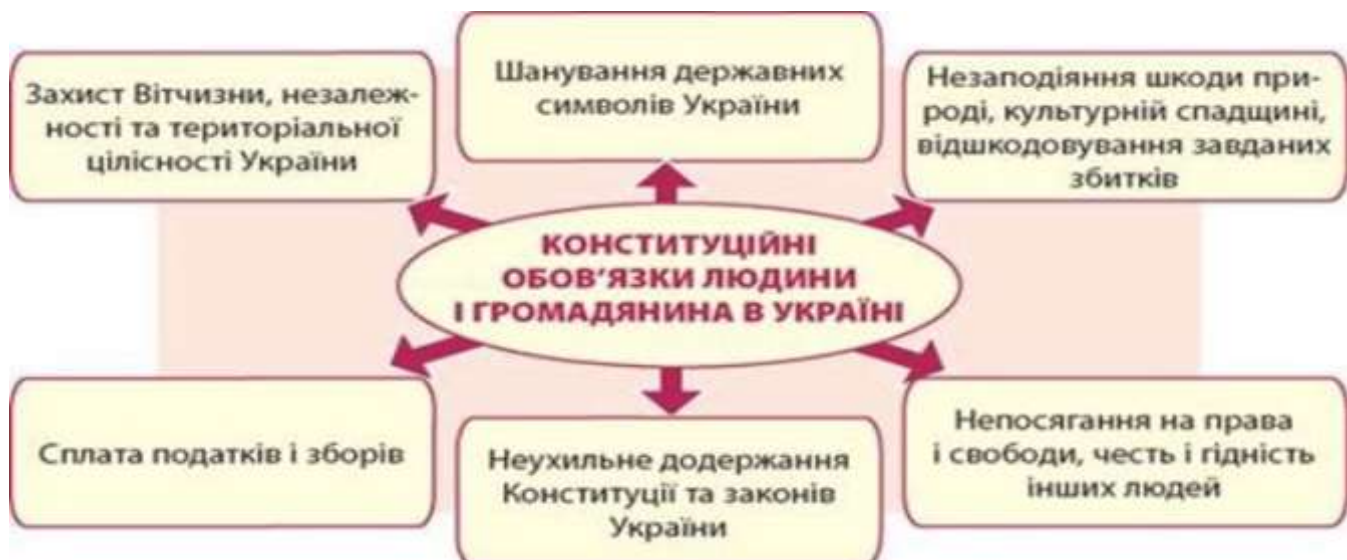 Захист Вітчизни, незалеж-
ності та територіальної
цілісності України
Шанування державних
символів України
Незаподіяння шкоди при-
роді, культурній спадщині,
відшкодовування завданих
збитків
КОНСТИТУЦІЙНІ
ОБОВ’ЯЗКИ ЛЮДИНИ
І ГРОМАДЯНИНА В УКРАЇНІ
Сплата податків і зборів
Неухильне додержання
Конституції та законів
України
Непосягання на права
і свободи, честь і гідність
інших людей